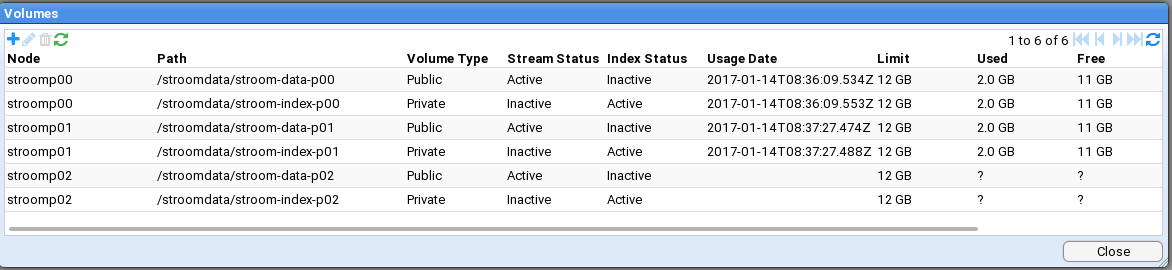 Volumes
1 to 6 of 6
Node Path Volume Type Stream Status Index Status Usage Date Limit Used Free
stroomp00 /stroomdata/stroom-data-p00 Public Active Inactive 2017-01-14T08:36:09.534Z 12 GB 2.0 GB 11 GB
stroomp00 /stroomdata/stroom-index-p00 Private Inactive Active 2017-01-14T08:36:09.553Z 12 GB 2.0 GB 11 GB
stroomp01 /stroomdata/stroom-data-p01 Public Active Inactive 2017-01-14T08:37:27.474Z 12 GB 2.0 GB 11 GB
stroomp01 /stroomdata/stroom-index-p01 Private Inactive Active 2017-01-14T08:37:27.488Z 12 GB 2.0 GB 11 GB
stroomp02 /stroomdata/stroom-data-p02 Public Active Inactive 12 GB ? ?
stroomp02 /stroomdata/stroom-index-p02 Private Inactive Active 12 GB ? ?
Close